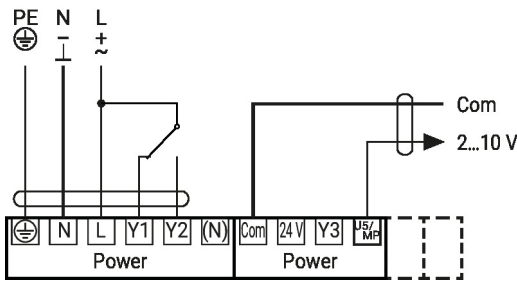 PE N L
– +
~
Com
2...10 V
N L Y1 Y2 (N) Com 24 V Y3 U5/MP
Power Power